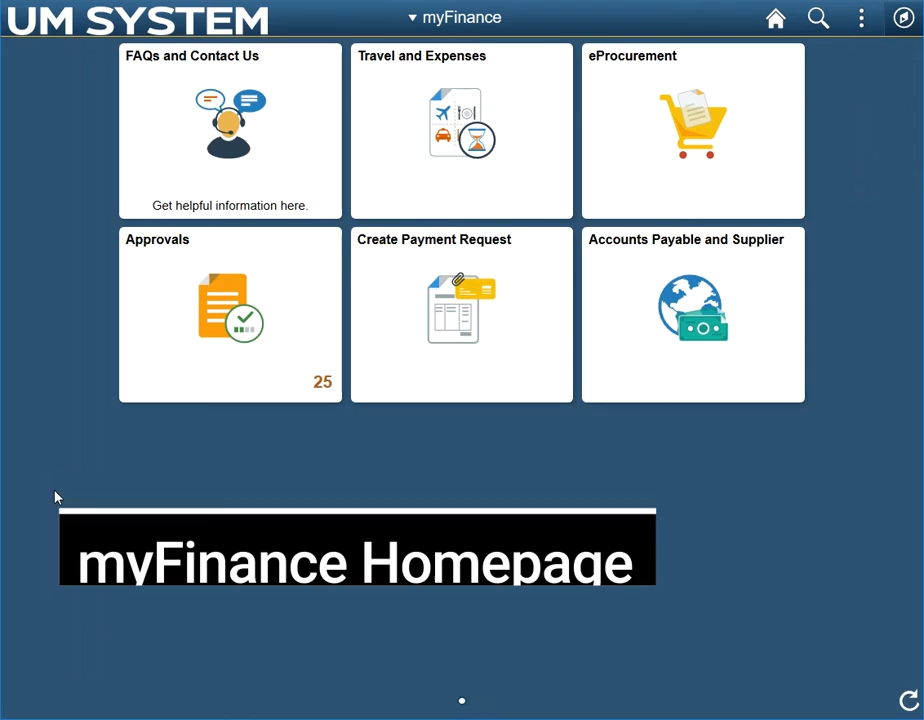 UM SYSTEM
myFinance
FAQs and Contact Us
Travel and Expenses
eProcurement
Get helpful information here.
Approvals
Create Payment Request
Accounts Payable and Supplier
25
myFinance Homepage